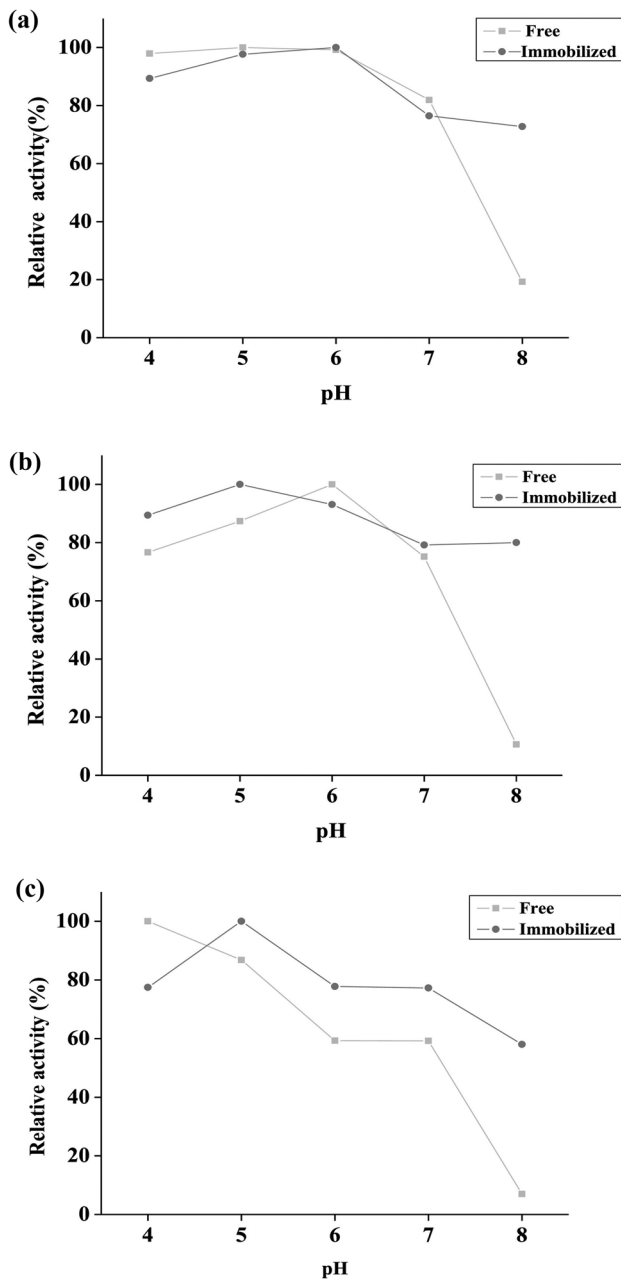 (a)
Free
Immobilized
100
80
60
40
20
0
Relative activity(%)
4 5 6 7 8
pH
(b)
Free
Immobilized
100
80
60
40
20
0
Relative activity (%)
4 5 6 7 8
pH
(c)
Free
Immobilized
100
80
60
40
20
0
Relative activity (%)
4 5 6 7 8
pH